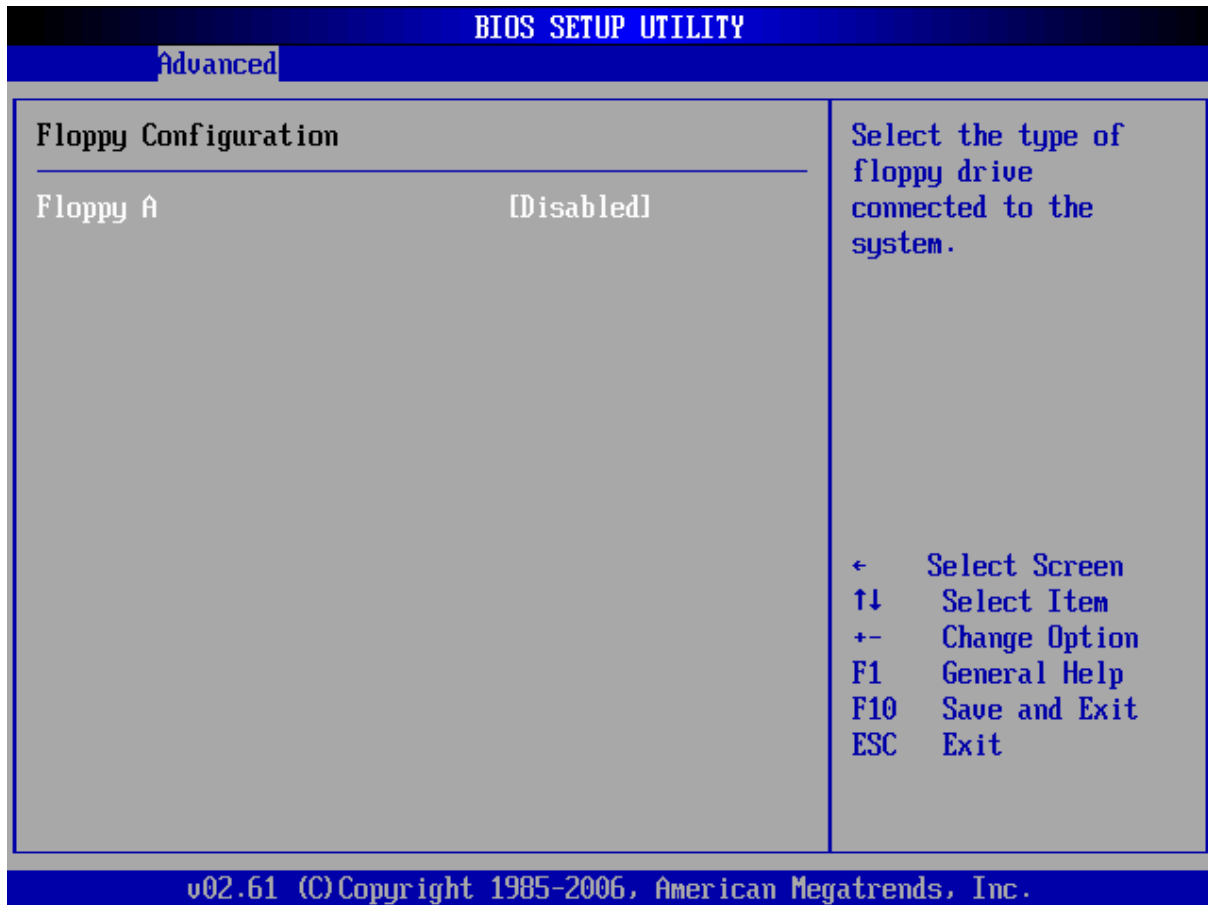 BIOS SETUP UTILITY
Advanced
Floppy Configuration
Floppy A [Disabled]
Select the type of
floppy drive
connected to the
system.
← Select Screen
↑↓ Select Item
+- Change Option
F1 General Help
F10 Save and Exit
ESC Exit
v02.61 (C)Copyright 1985-2006, American Megatrends, Inc.